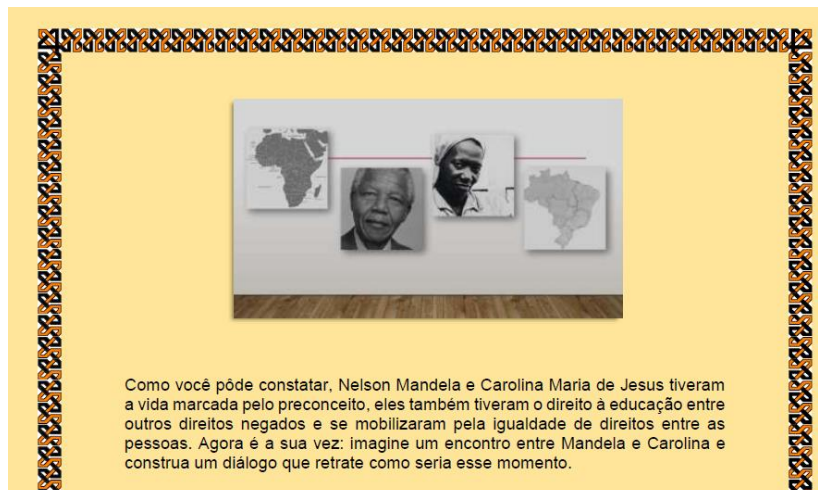 Como você pôde constatar, Nelson Mandela e Carolina Maria de Jesus tiveram
a vida marcada pelo preconceito, eles também tiveram o direito à educação entre
outros direitos negados e se mobilizaram pela igualdade de direitos entre as
pessoas. Agora é a sua vez: imagine um encontro entre Mandela e Carolina e
construa um diálogo que retrate como seria esse momento.